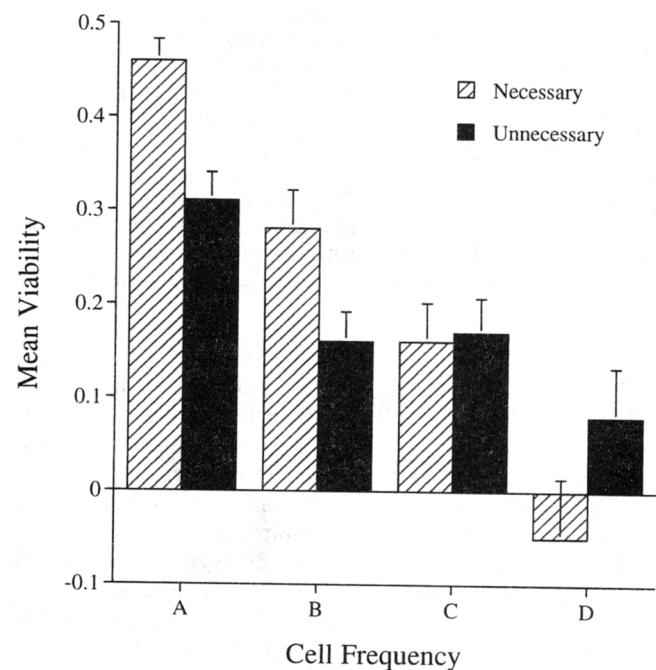 0.5
0.4
0.3
0.2
0.1
0
-0.1
Mean Viability
Necessary
Unnecessary
A B C D
Cell Frequency